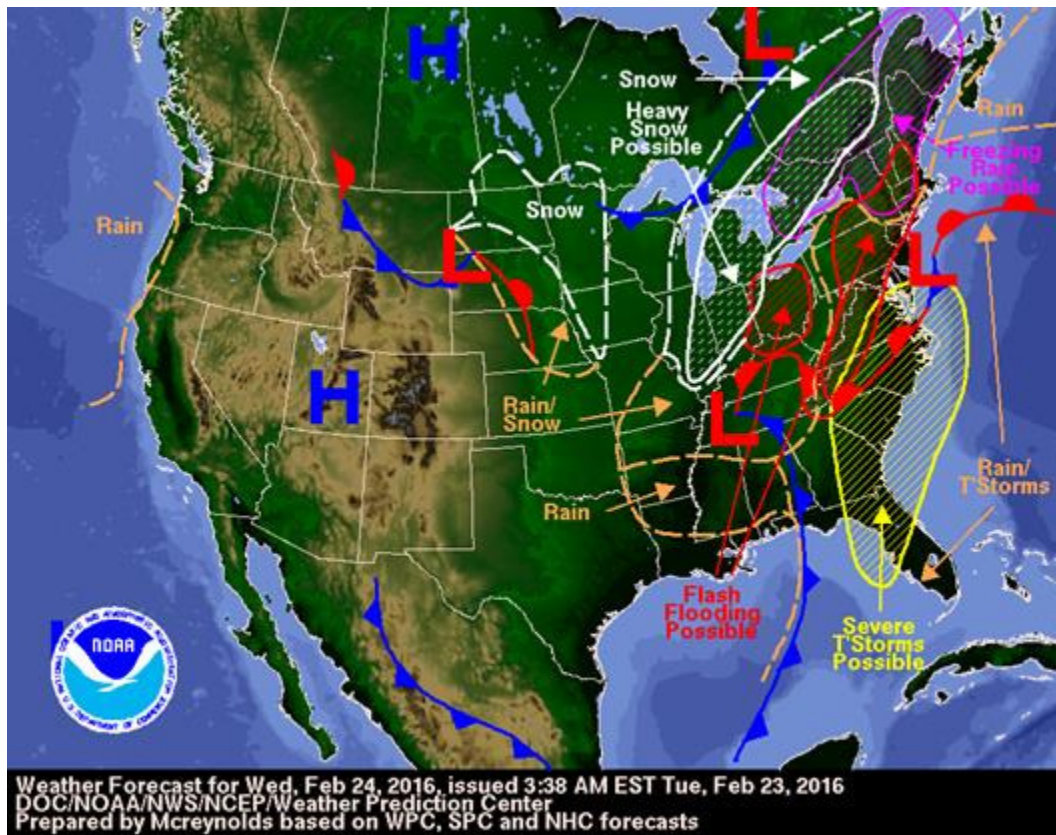 H
L
Snow
Heavy
Snow
Possible
Rain
Freezing
Rain
Possible
Snow
Rain
L
L
H
Rain/
Snow
L
Rain
Rain/
T'Storms
Flash
Flooding
Possible
Severe
T'Storms
Possible
NOAA
Weather Forecast for Wed, Feb 24, 2016, issued 3:38 AM EST Tue, Feb 23, 2016
DOC/NOAA/NWS/NCEP/Weather Prediction Center
Prepared by Mcreynolds based on WPC, SPC and NHC forecasts